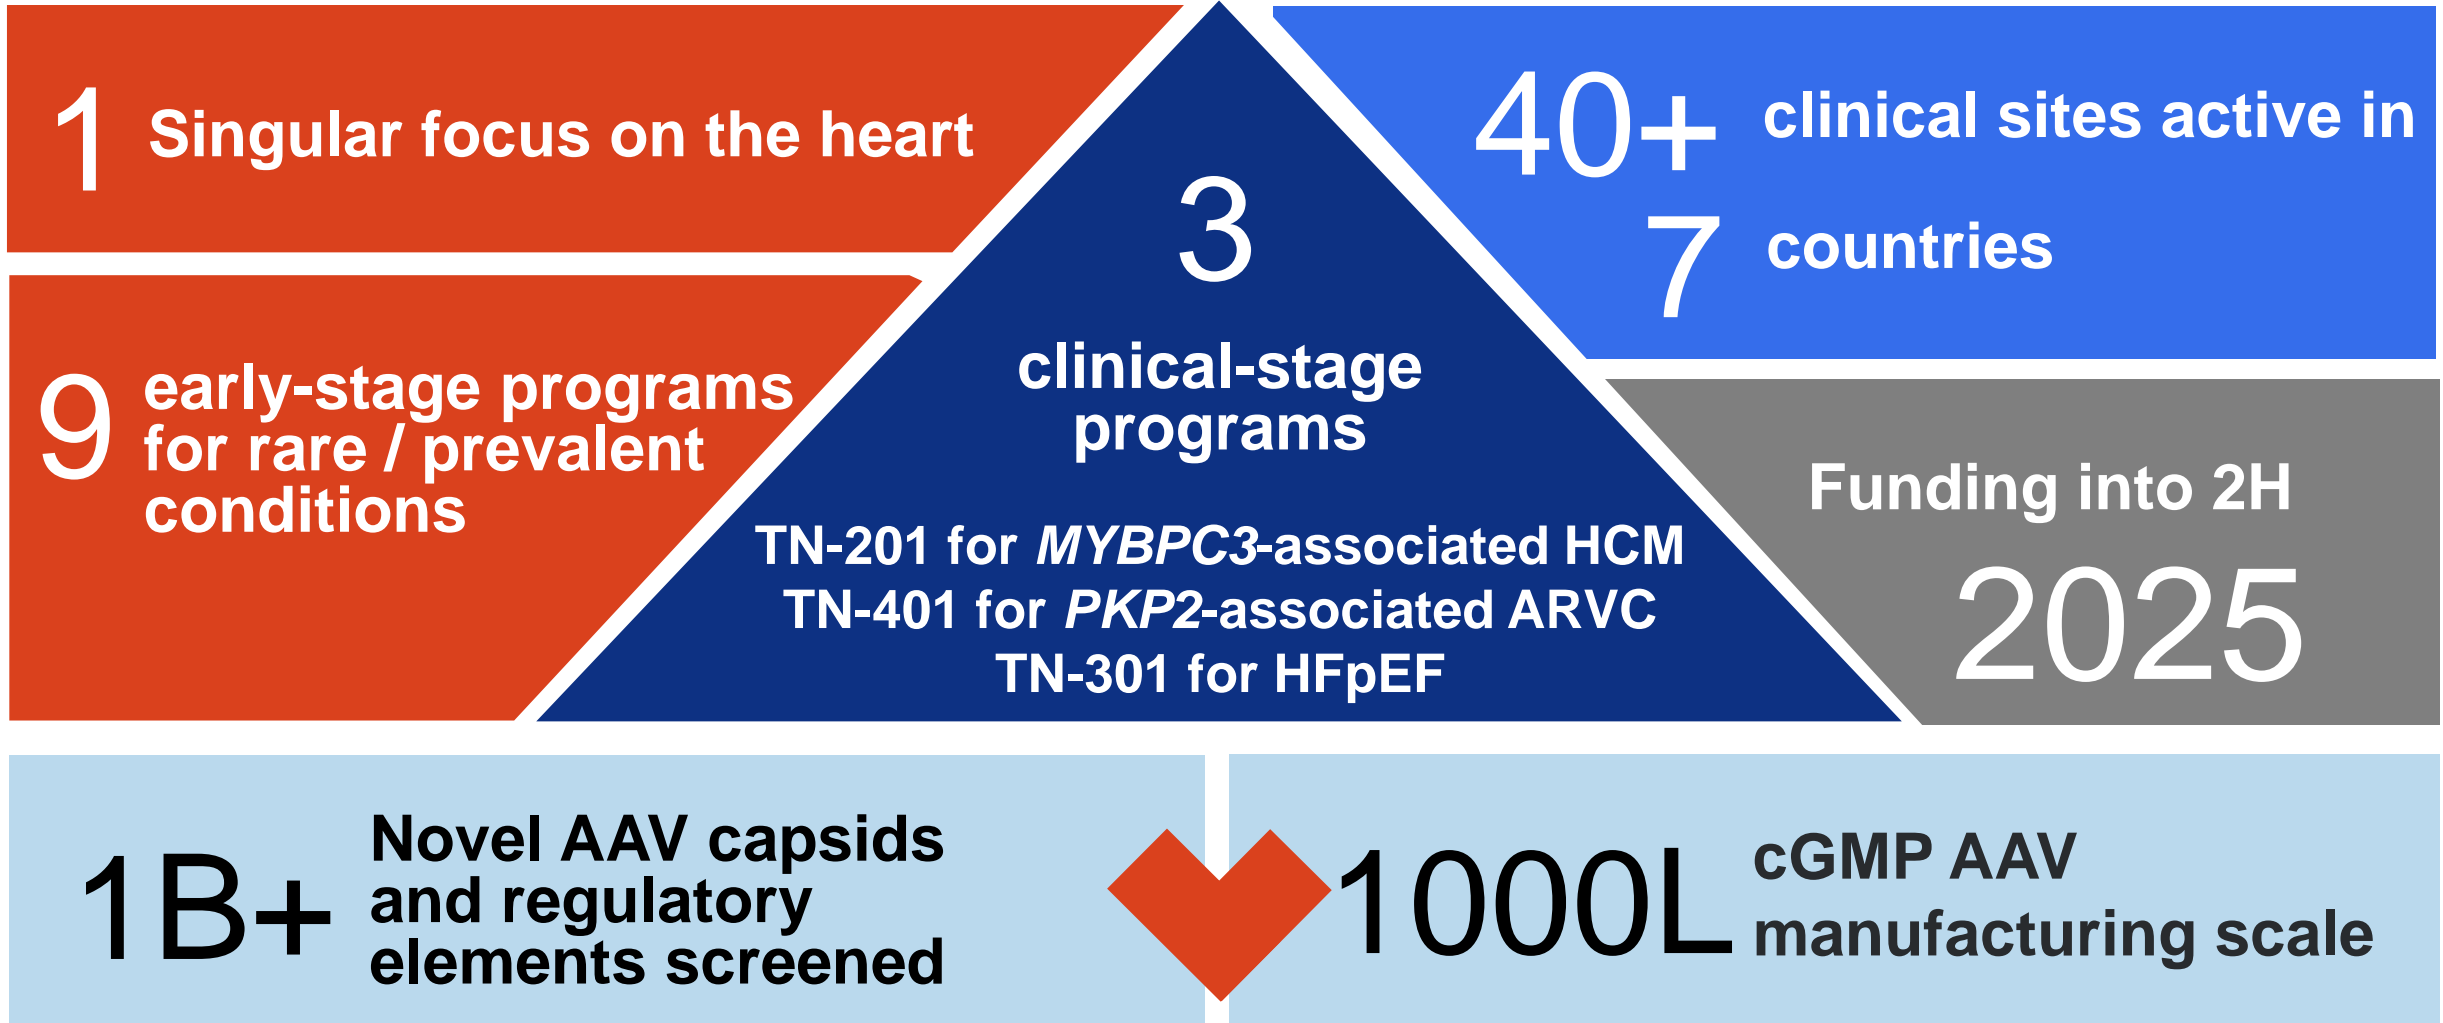 1 Singular focus on the heart
9 early-stage programs
for rare / prevalent
conditions
3
clinical-stage
programs
TN-201 for MYBPC3-associated HCM
TN-401 for PKP2-associated ARVC
TN-301 for HFpEF
40+ clinical sites active in
7 countries
Funding into 2H
2025
1B+ Novel AAV capsids
and regulatory
elements screened
1000L cGMP AAV
manufacturing scale